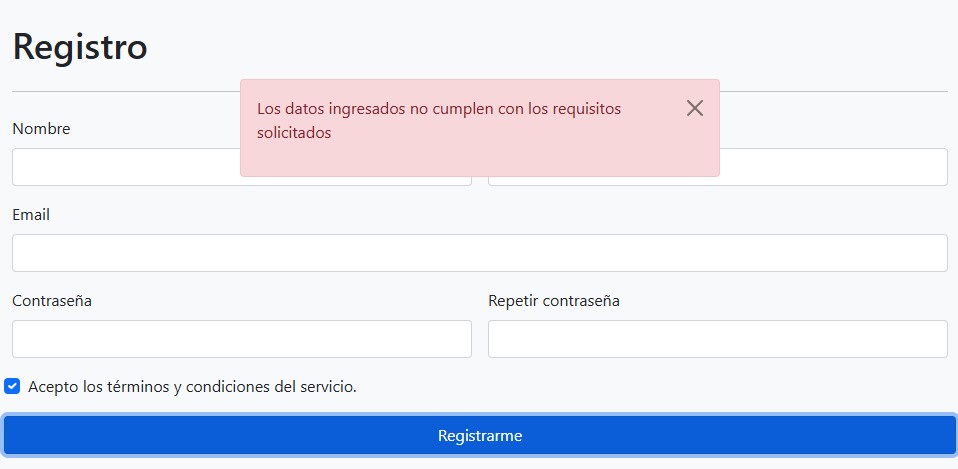 Registro
Los datos ingresados no cumplen con los requisitos
solicitados
Nombre
Email
Contraseña
Repetir contraseña
Acepto los términos y condiciones del servicio.
Registrarme